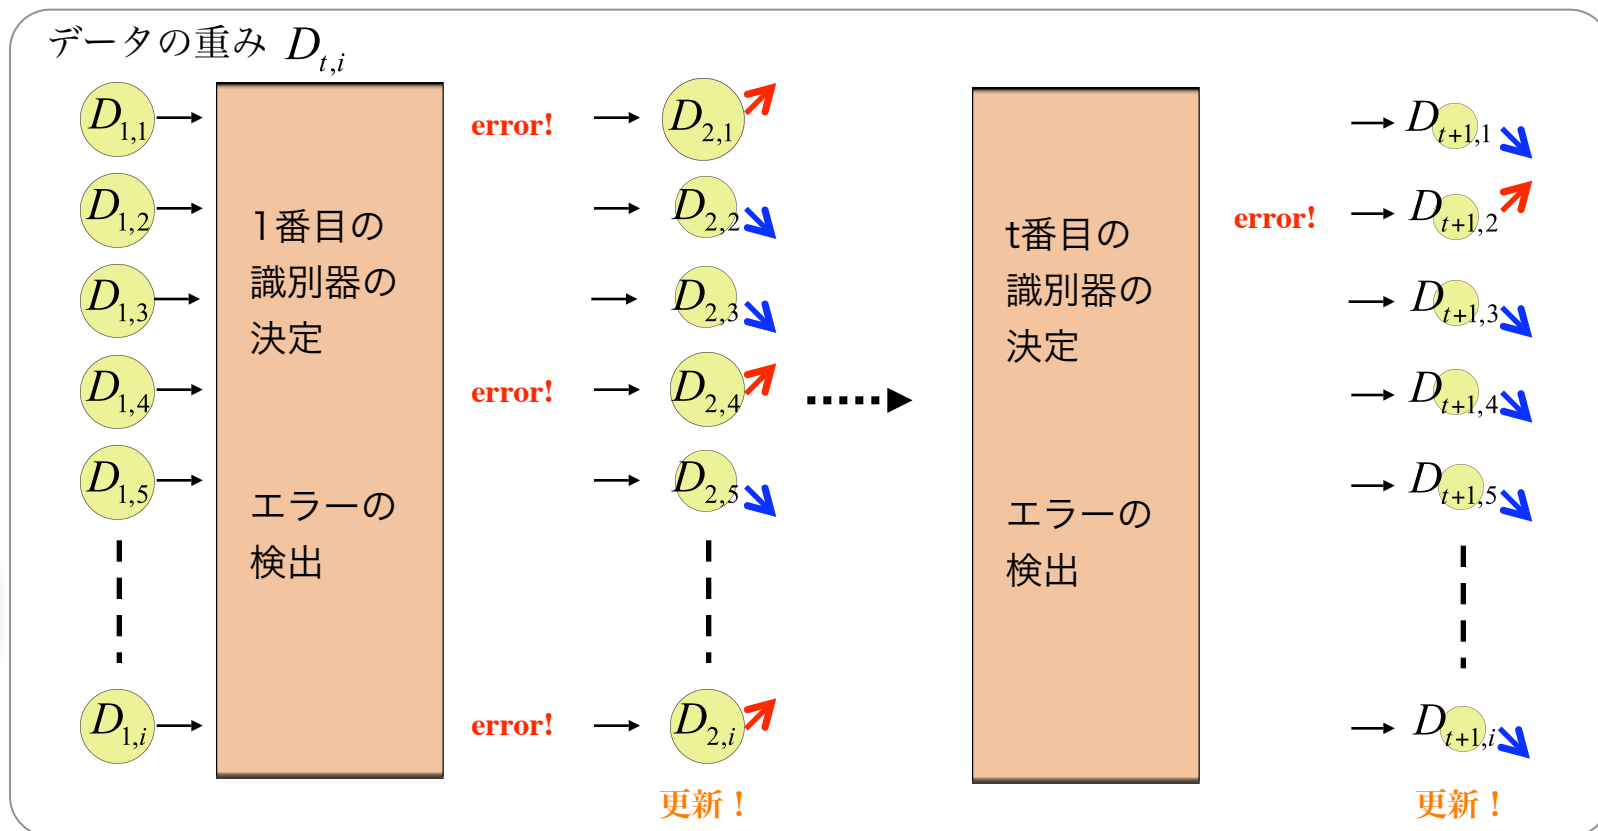 データの重み D_{t,i}
D_{1,1}
D_{1,2}
D_{1,3}
D_{1,4}
D_{1,5}
D_{1,i}
1番目の
識別器の
決定
エラーの
検出
error!
error!
error!
D_{2,1}
D_{2,2}
D_{2,3}
D_{2,4}
D_{2,5}
D_{2,i}
更新！
t番目の
識別器の
決定
エラーの
検出
error!
D_{t+1,1}
D_{t+1,2}
D_{t+1,3}
D_{t+1,4}
D_{t+1,5}
D_{t+1,i}
更新！